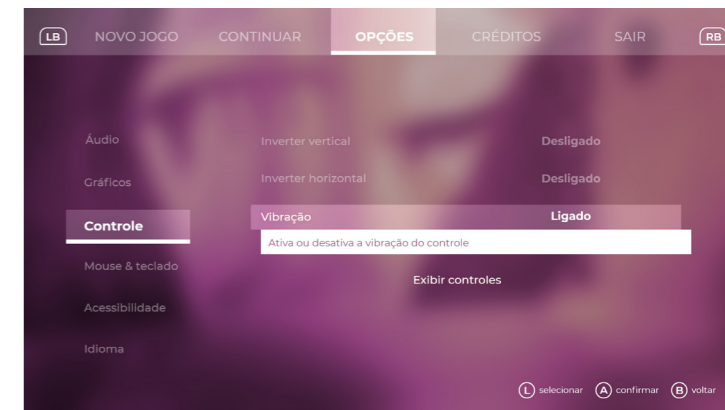 LB NOVO JOGO CONTINUAR OPÇÕES CRÉDITOS SAIR RB
Áudio Inverter vertical Desligado
Gráficos Inverter horizontal Desligado
Controle Vibração Ligado
Ativa ou desativa a vibração do controle
Mouse & teclado
Exibir controles
Acessibilidade
Idioma
L selecionar A confirmar B voltar